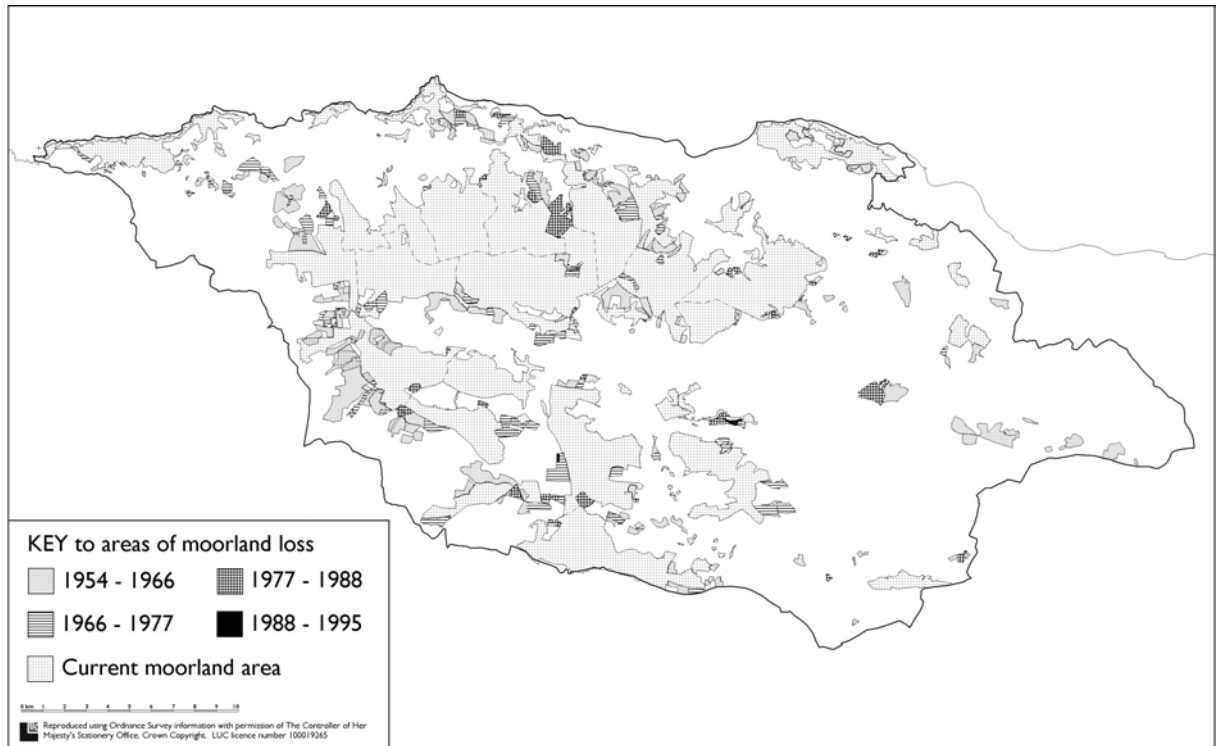 KEY to areas of moorland loss
1954 - 1966
1977 - 1988
1966 - 1977
1988 - 1995
Current moorland area
0 km 1 2 3 4 5 6 7 8 9 10
LUC
Reproduced using Ordnance Survey information with permission of The Controller of Her
Majesty's Stationery Office, Crown Copyright. LUC licence number 100019265